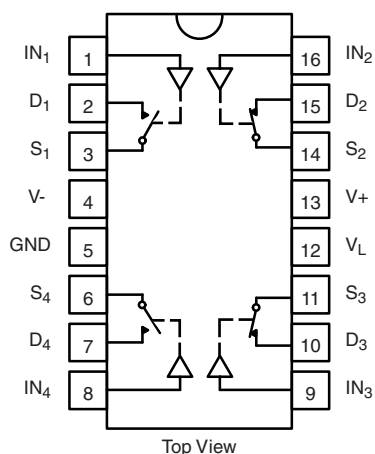 IN1 1 16 IN2
D1 2 15 D2
S1 3 14 S2
V- 4 13 V+
GND 5 12 VL
S4 6 11 S3
D4 7 10 D3
IN4 8 9 IN3
Top View